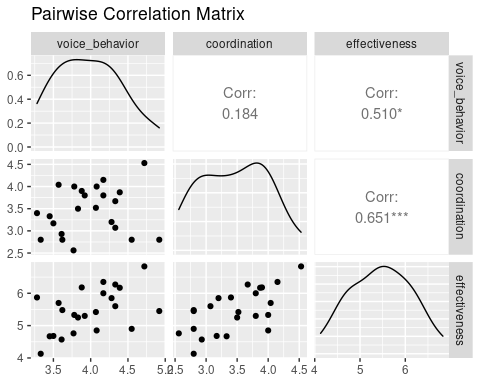 Pairwise Correlation Matrix
voice_behavior coordination effectiveness
0.6
0.4
0.2
0.0
Corr:
0.184
Corr:
0.510*
voice_behavior
4.5
4.0
3.5
3.0
2.5
Corr:
0.651***
coordination
6
5
4
effectiveness
3.5 4.0 4.5 5.0 2.5 3.0 3.5 4.0 4.5 4 5 6